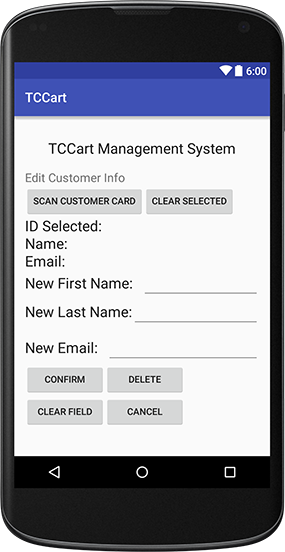 6:00
TCCart
TCCart Management System
Edit Customer Info
SCAN CUSTOMER CARD CLEAR SELECTED
ID Selected:
Name:
Email:
New First Name:
New Last Name:
New Email:
CONFIRM DELETE
CLEAR FIELD CANCEL